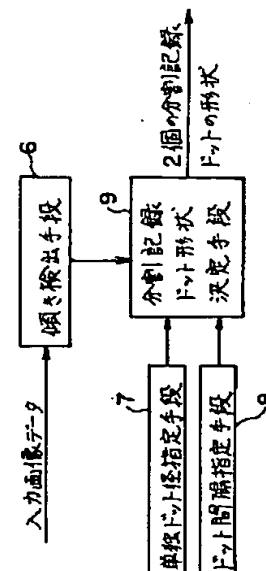 入力画像データ
6
傾き検出手段
7
単独ドット径指定手段
8
ドット間隔指定手段
9
分割記録
ドット形状
決定手段
2個の分割記録
ドットの形状